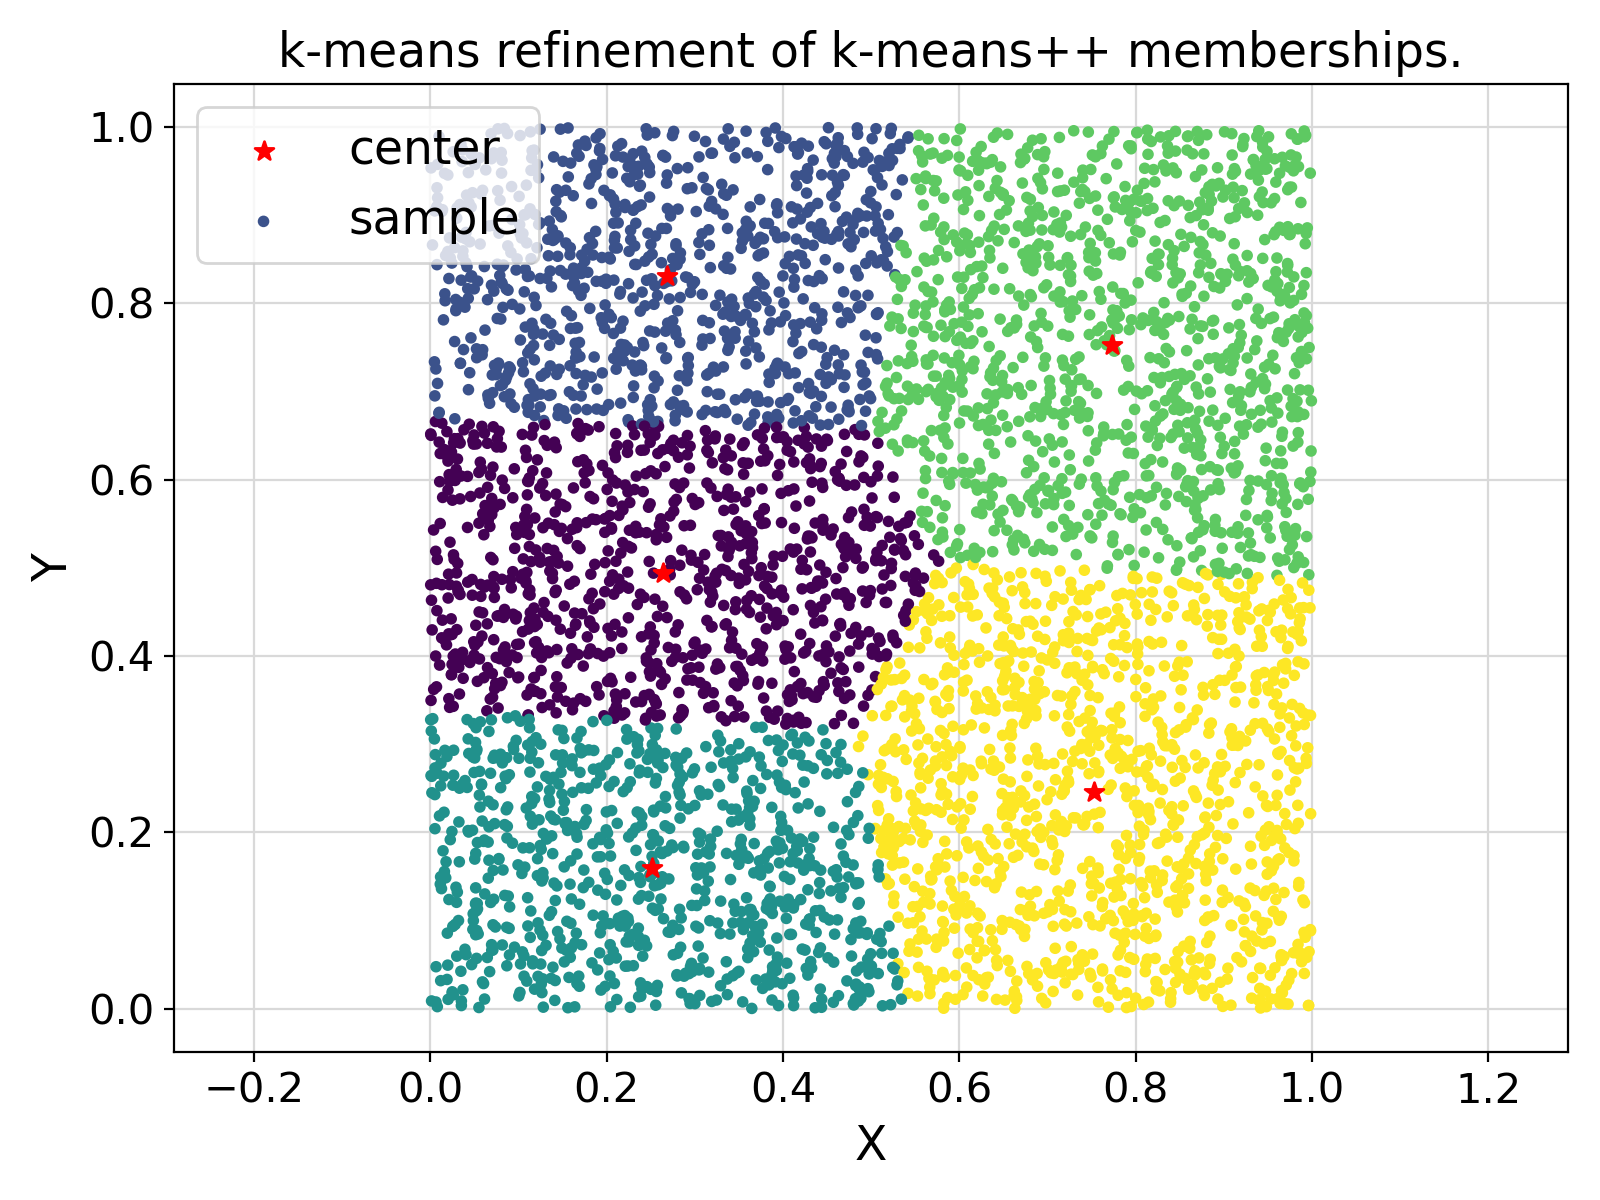 k-means refinement of k-means++ memberships.
center
sample
1.0
0.8
0.6
0.4
0.2
0.0
Y
−0.2 0.0 0.2 0.4 0.6 0.8 1.0 1.2
X